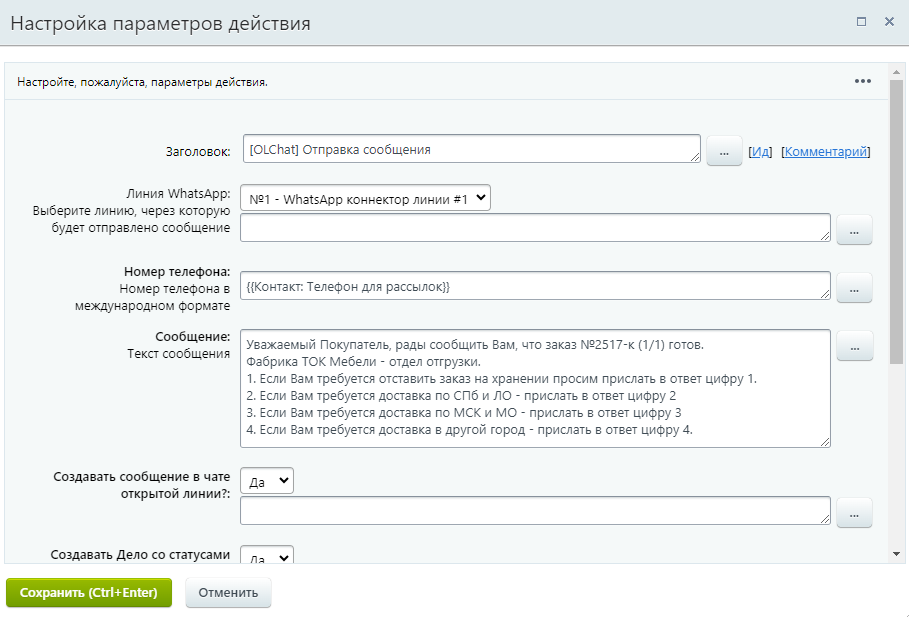 Настройка параметров действия
Настройте, пожалуйста, параметры действия.
Заголовок:
[OLChat] Отправка сообщения
...
[Ид] [Комментарий]
Линия WhatsApp:
Выберите линию, через которую
будет отправлено сообщение
№1 - WhatsApp коннектор линии #1
...
Номер телефона:
Номер телефона в
международном формате
{{Контакт: Телефон для рассылок}}
...
Сообщение:
Текст сообщения
Уважаемый Покупатель, рады сообщить Вам, что заказ №2517-к (1/1) готов.
Фабрика ТОК Мебели - отдел отгрузки.
1. Если Вам требуется отставить заказ на хранении просим прислать в ответ цифру 1.
2. Если Вам требуется доставка по СПб и ЛО - прислать в ответ цифру 2
3. Если Вам требуется доставка по МСК и МО - прислать в ответ цифру 3
4. Если Вам требуется доставка в другой город - прислать в ответ цифру 4.
...
Создавать сообщение в чате
открытой линии?:
Да
...
Создавать Дело со статусами
Да
Сохранить (Ctrl+Enter)
Отменить